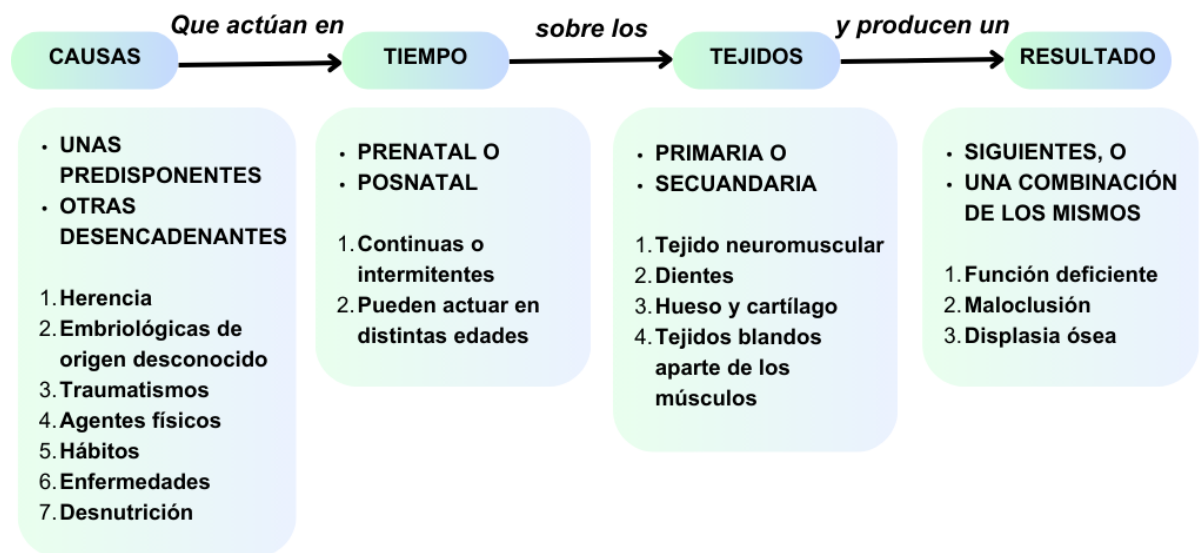 Que actúan en
sobre los
y producen un
CAUSAS
TIEMPO
TEJIDOS
RESULTADO
• UNAS
PREDISPONENTES
• OTRAS
DESENCADENANTES
1. Herencia
2. Embriológicas de
origen desconocido
3. Traumatismos
4. Agentes físicos
5. Hábitos
6. Enfermedades
7. Desnutrición
• PRENATAL O
• POSNATAL
1. Continuas o
intermitentes
2. Pueden actuar en
distintas edades
• PRIMARIA O
• SECUANDARIA
1. Tejido neuromuscular
2. Dientes
3. Hueso y cartílago
4. Tejidos blandos
aparte de los
músculos
• SIGUIENTES, O
• UNA COMBINACIÓN
DE LOS MISMOS
1. Función deficiente
2. Maloclusión
3. Displasia ósea